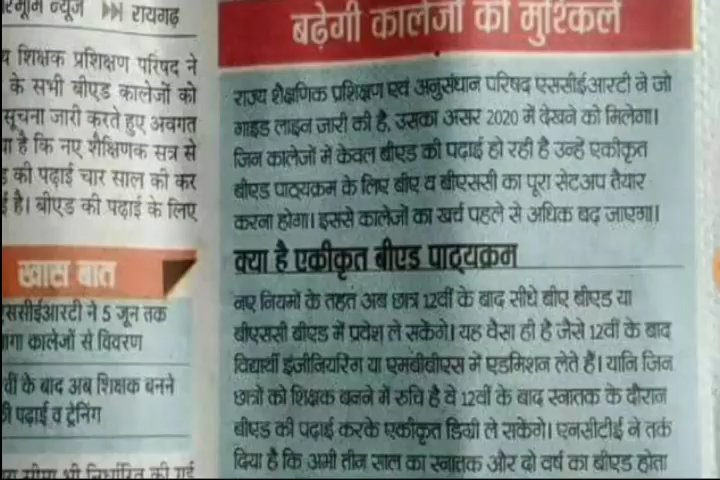 न्यूज ▶▶ रायगढ़
शिक्षक प्रशिक्षण परिषद ने
के सभी बीएड कालेजों को
सूचना जारी करते हुए अवगत
है कि नए शैक्षणिक सत्र से
की पढ़ाई चार साल की कर
है। बीएड की पढ़ाई के लिए
खास बात
ससीईआरटी ने 5 जून तक
कालेजों से विवरण
के बाद अब शिक्षक बनने
पढ़ाई व ट्रेनिंग
सीमा भी निर्धारित की गई
बढ़ेगी कालेजों की मुश्किलें
राज्य शैक्षणिक प्रशिक्षण एवं अनुसंधान परिषद एससीईआरटी ने जो
गाइड लाइन जारी की है, उसका असर 2020 में देखने को मिलेगा।
जिन कालेजों में केवल बीएड की पढ़ाई हो रही है उन्हें एकीकृत
बीएड पाठ्यक्रम के लिए बीए व बीएससी का पूरा सेटअप तैयार
करना होगा। इससे कालेजों का खर्च पहले से अधिक बढ़ जाएगा।
क्या है एकीकृत बीएड पाठ्यक्रम
नए नियमों के तहत अब छात्र 12वीं के बाद सीधे बीए बीएड या
बीएससी बीएड में प्रवेश ले सकेंगे। यह वैसा ही है जैसे 12वीं के बाद
विद्यार्थी इंजीनियरिंग या एमबीबीएस में एडमिशन लेते हैं। यानि जिन
छात्रों को शिक्षक बनने में रुचि है वे 12वीं के बाद स्नातक के दौरान
बीएड की पढ़ाई करके एकीकृत डिग्री ले सकेंगे। एनसीटीई ने तर्क
दिया है कि अभी तीन साल का स्नातक और दो वर्ष का बीएड होता